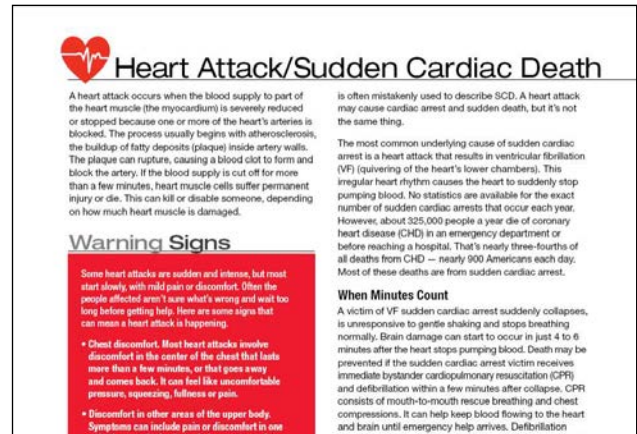 Heart Attack/Sudden Cardiac Death
A heart attack occurs when the blood supply to part of
the heart muscle (the myocardium) is severely reduced
or stopped because one or more of the heart's arteries is
blocked. The process usually begins with atherosclerosis,
the buildup of fatty deposits (plaque) inside artery walls.
The plaque can rupture, causing a blood clot to form and
block the artery. If the blood supply is cut off for more
than a few minutes, heart muscle cells suffer permanent
injury or die. This can kill or disable someone, depending
on how much heart muscle is damaged.
Warning Signs
Some heart attacks are sudden and intense, but most
start slowly, with mild pain or discomfort. Often the
people affected aren't sure what's wrong and wait too
long before getting help. Here are some signs that
can mean a heart attack is happening.
• Chest discomfort. Most heart attacks involve
discomfort in the center of the chest that lasts
more than a few minutes, or that goes away
and comes back. It can feel like uncomfortable
pressure, squeezing, fullness or pain.
• Discomfort in other areas of the upper body.
Symptoms can include pain or discomfort in one
is often mistakenly used to describe SCD. A heart attack
may cause cardiac arrest and sudden death, but it's not
the same thing.
The most common underlying cause of sudden cardiac
arrest is a heart attack that results in ventricular fibrillation
(VF) (quivering of the heart's lower chambers). This
irregular heart rhythm causes the heart to suddenly stop
pumping blood. No statistics are available for the exact
number of sudden cardiac arrests that occur each year.
However, about 325,000 people a year die of coronary
heart disease (CHD) in an emergency department or
before reaching a hospital. That's nearly three-fourths of
all deaths from CHD — nearly 900 Americans each day.
Most of these deaths are from sudden cardiac arrest.
When Minutes Count
A victim of VF sudden cardiac arrest suddenly collapses,
is unresponsive to gentle shaking and stops breathing
normally. Brain damage can start to occur in just 4 to 6
minutes after the heart stops pumping blood. Death may be
prevented if the sudden cardiac arrest victim receives
immediate bystander cardiopulmonary resuscitation (CPR)
and defibrillation within a few minutes after collapse. CPR
consists of mouth-to-mouth rescue breathing and chest
compressions. It can help keep blood flowing to the heart
and brain until emergency help arrives. Defibrillation